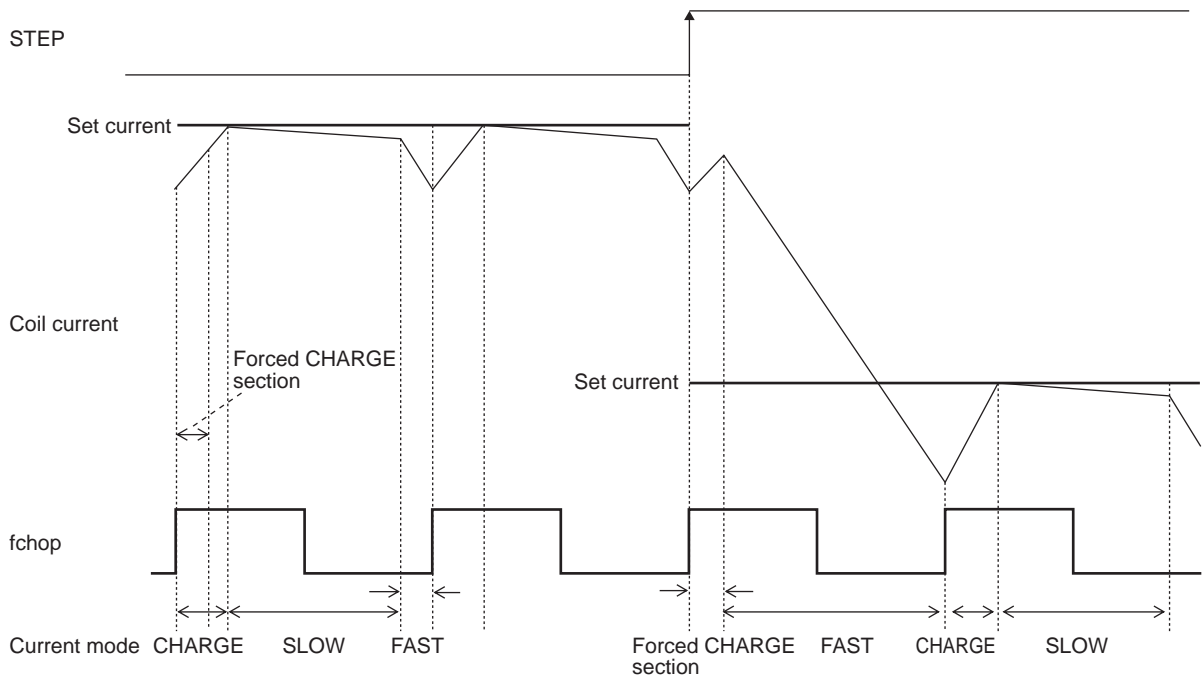 STEP
Set current
Coil current
Forced CHARGE
section
Set current
fchop
Current mode CHARGE SLOW FAST Forced CHARGE FAST CHARGE SLOW
section